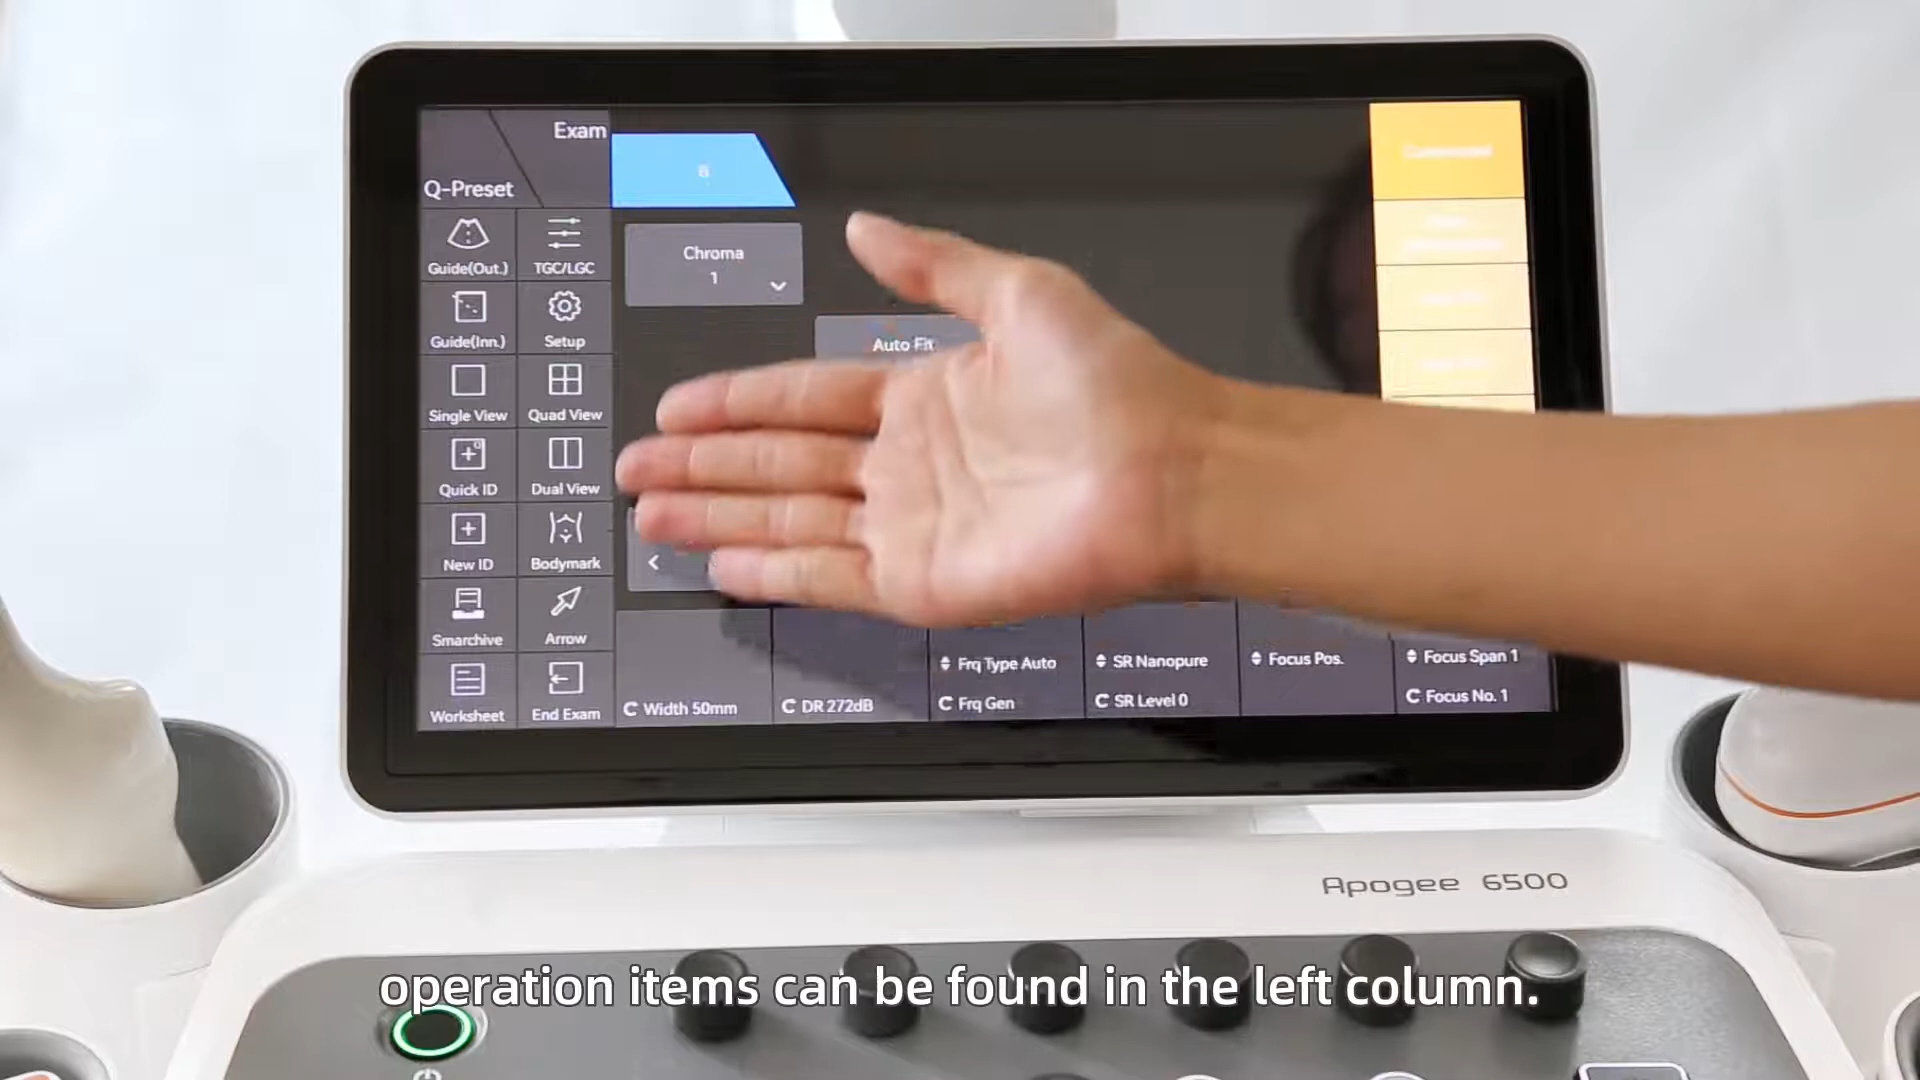 Exam
Q-Preset
B
Guide(Out.)
TGC/LGC
Chroma
1
Guide(Inn.)
Setup
Auto Fit
Single View
Quad View
Quick ID
Dual View
New ID
Bodymark
Smarchive
Arrow
Worksheet
End Exam
Width 50mm
DR 272dB
Frq Type Auto
Frq Gen
SR Nanopure
SR Level 0
Focus Pos.
Focus Span 1
Focus No. 1
Apogee 6500
operation items can be found in the left column.